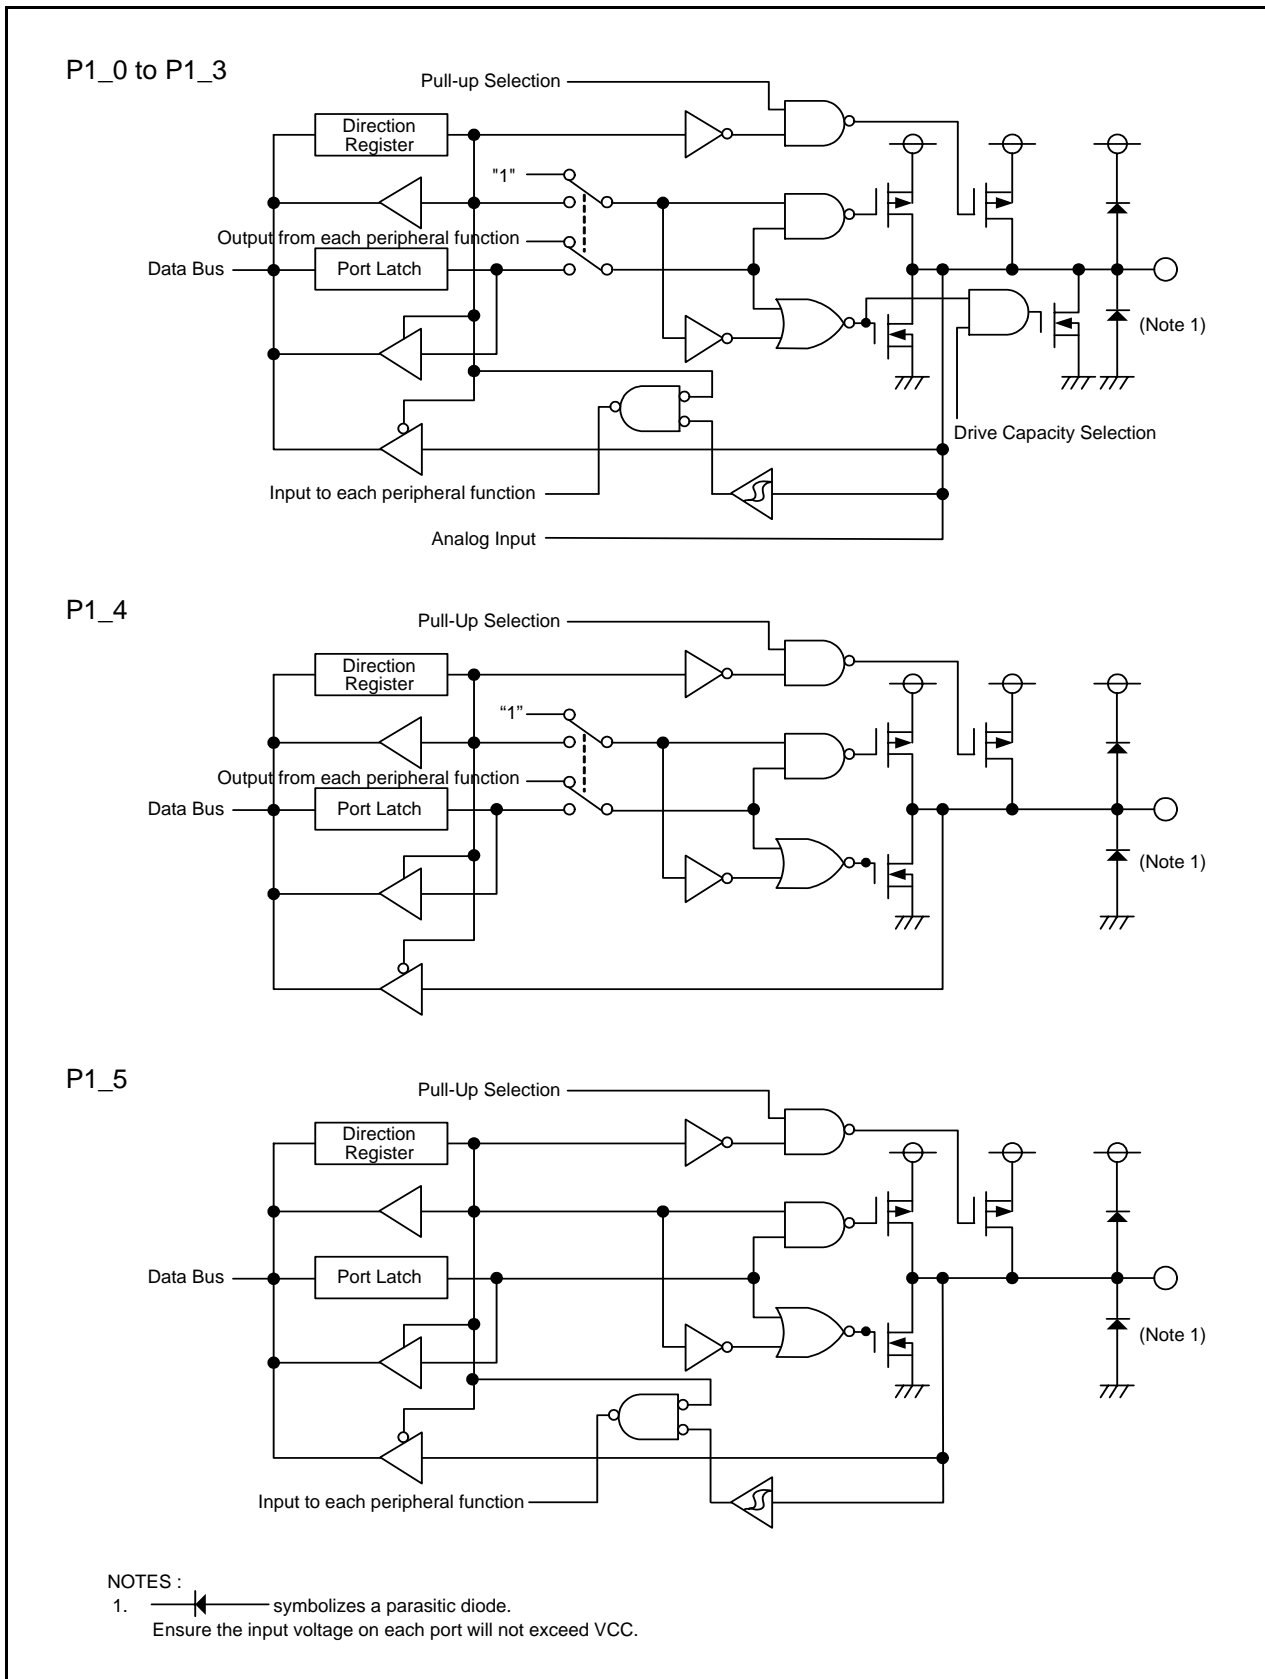 P1_0 to P1_3
Pull-up Selection
Direction
Register
"1"
Output from each peripheral function
Data Bus
Port Latch
(Note 1)
Drive Capacity Selection
Input to each peripheral function
Analog Input
P1_4
Pull-Up Selection
Direction
Register
“1”
Output from each peripheral function
Data Bus
Port Latch
(Note 1)
P1_5
Pull-Up Selection
Direction
Register
Data Bus
Port Latch
(Note 1)
Input to each peripheral function
NOTES :
1. symbolizes a parasitic diode.
Ensure the input voltage on each port will not exceed VCC.